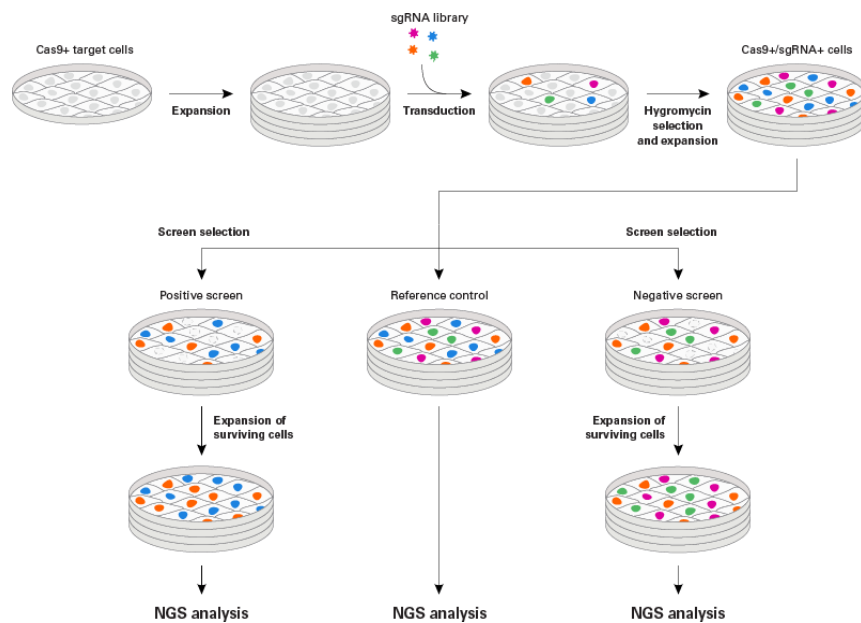 sgRNA library
Cas9+ target cells
Cas9+/sgRNA+ cells
Expansion
Transduction
Hygromycin
selection
and expansion
Screen selection
Screen selection
Positive screen
Reference control
Negative screen
Expansion of
surviving cells
Expansion of
surviving cells
NGS analysis
NGS analysis
NGS analysis